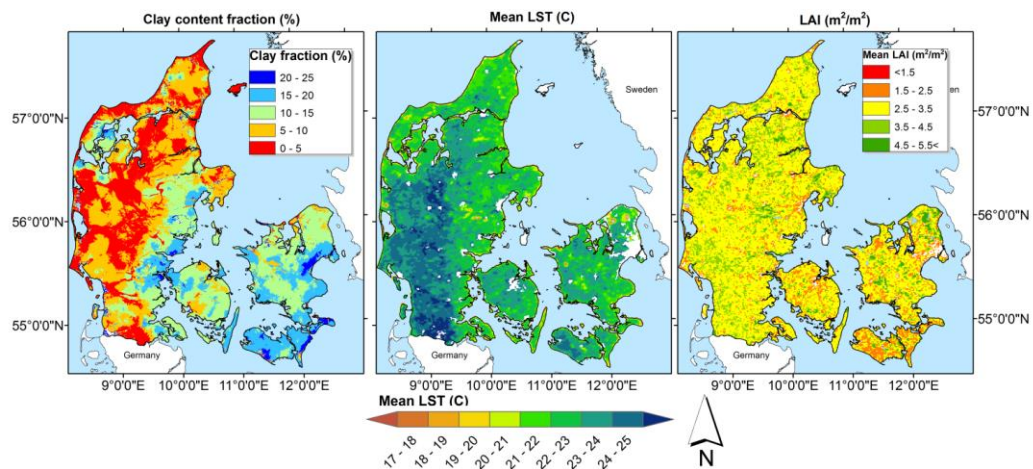 Clay content fraction (%)
Clay fraction (%)
20 - 25
15 - 20
10 - 15
5 - 10
0 - 5
57°0'0"N
56°0'0"N
55°0'0"N
Germany
9°0'0"E
10°0'0"E
11°0'0"E
12°0'0"E
Mean LST (C)
Sweden
Germany
9°0'0"E
10°0'0"E
11°0'0"E
12°0'0"E
LAI (m²/m²)
Mean LAI (m²/m²)
<1.5
1.5 - 2.5
2.5 - 3.5
3.5 - 4.5
4.5 - 5.5<
57°0'0"N
56°0'0"N
55°0'0"N
Germany
9°0'0"E
10°0'0"E
11°0'0"E
12°0'0"E
Mean LST (C)
17 - 18
18 - 19
19 - 20
20 - 21
21 - 22
22 - 23
23 - 24
24 - 25
N